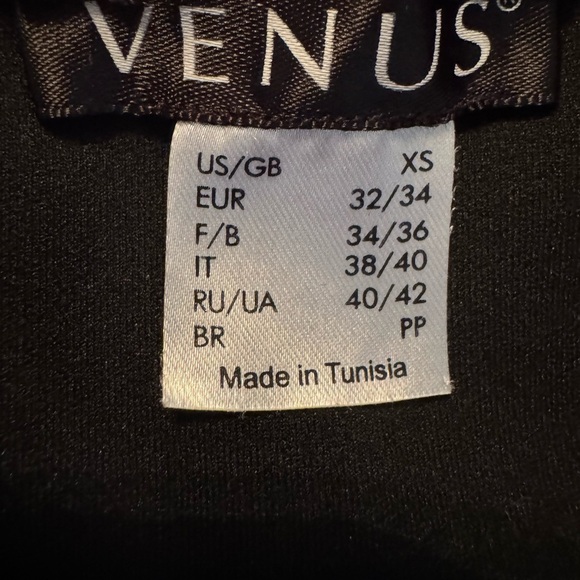 VENUS®
US/GB XS
EUR 32/34
F/B 34/36
IT 38/40
RU/UA 40/42
BR PP
Made in Tunisia